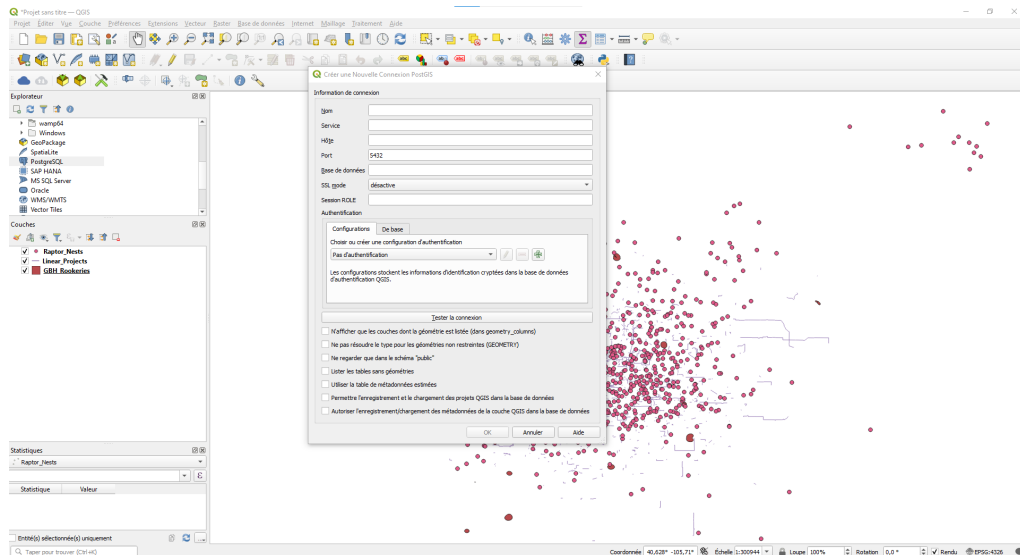 *Projet sans titre — QGIS
Projet Éditer Vue Couche Préférences Extensions Vecteur Raster Base de données Internet Maillage Traitement Aide
Explorateur
wamp64
Windows
GeoPackage
SpatiaLite
PostgreSQL
SAP HANA
MS SQL Server
Oracle
WMS/WMTS
Vector Tiles
Couches
Raptor_Nests
Linear_Projects
GBH_Rookeries
Statistiques
Raptor_Nests
Statistique Valeur
Entité(s) sélectionnée(s) uniquement
Créer une Nouvelle Connexion PostGIS
Information de connexion
Nom
Service
Hôte
Port 5432
Base de données
SSL mode désactive
Session ROLE
Authentification
Configurations De base
Choisir ou créer une configuration d'authentification
Pas d'authentification
Les configurations stockent les informations d'identification cryptées dans la base de données
d'authentification QGIS.
Tester la connexion
N'afficher que les couches dont la géométrie est listée (dans geometry_columns)
Ne pas résoudre le type pour les géométries non restreintes (GEOMETRY)
Ne regarder que dans le schéma "public"
Lister les tables sans géométries
Utiliser la table de métadonnées estimées
Permettre l'enregistrement et le chargement des projets QGIS dans la base de données
Autoriser l'enregistrement/chargement des métadonnées de la couche QGIS dans la base de données
OK Annuler Aide
Taper pour trouver (Ctrl+K)
Coordonnée 40,628° -105,71° Échelle 1:300944 Loupe 100% Rotation 0,0 ° Rendu EPSG:4326